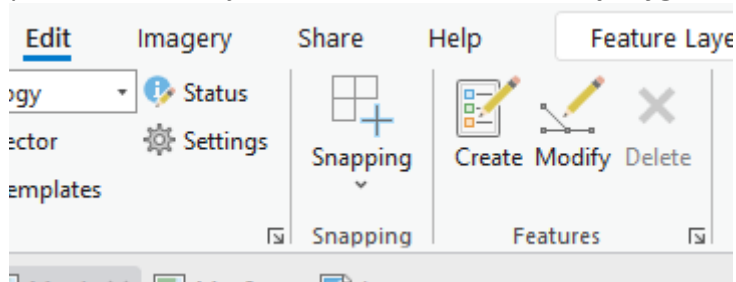 Edit Imagery Share Help Feature Laye
ogy Status
ector Settings
emplates
Snapping
Create Modify Delete
Snapping Features